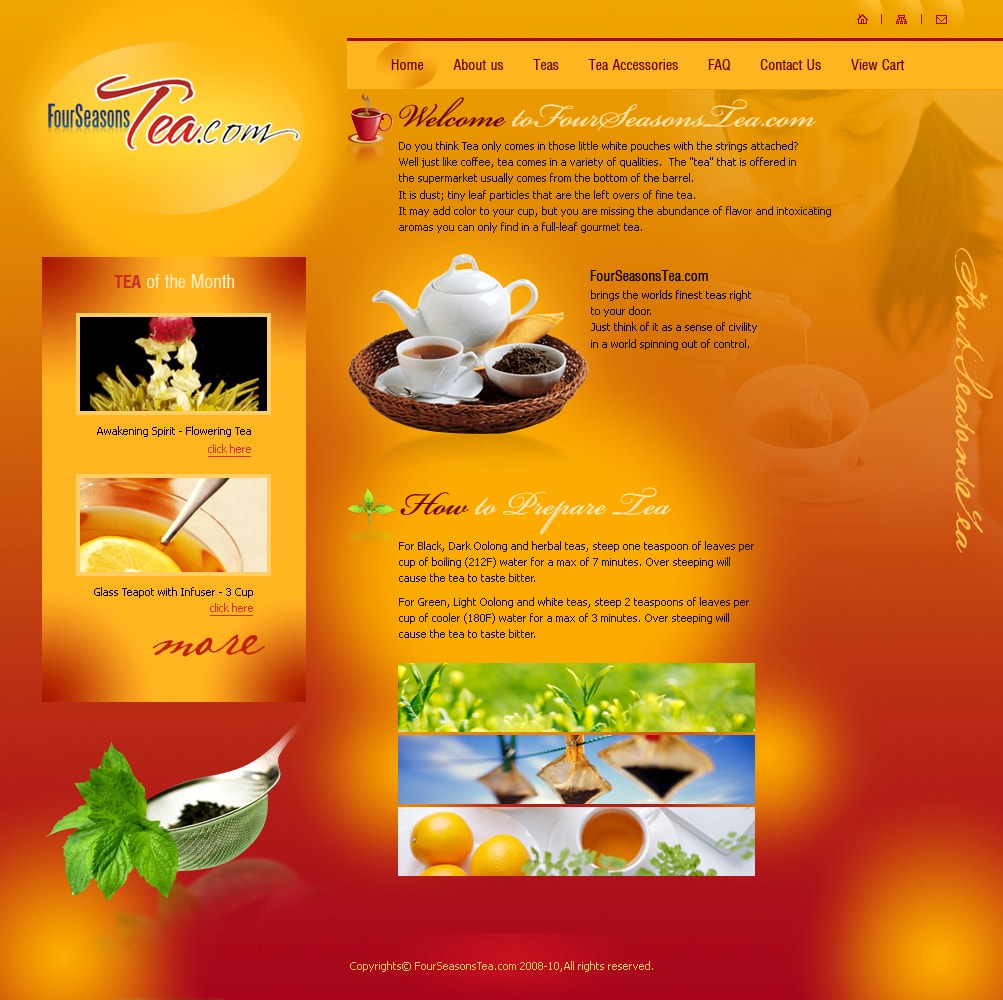 FourSeasons Tea.com
Home About us Teas Tea Accessories FAQ Contact Us View Cart
Welcome toFourSeasonsTea.com
Do you think Tea only comes in those little white pouches with the strings attached?
Well just like coffee, tea comes in a variety of qualities. The "tea" that is offered in
the supermarket usually comes from the bottom of the barrel.
It is dust; tiny leaf particles that are the left overs of fine tea.
It may add color to your cup, but you are missing the abundance of flavor and intoxicating
aromas you can only find in a full-leaf gourmet tea.
FourSeasonsTea.com
brings the worlds finest teas right
to your door.
Just think of it as a sense of civility
in a world spinning out of control.
FourSeasonsTea
TEA of the Month
Awakening Spirit - Flowering Tea
click here
Glass Teapot with Infuser - 3 Cup
click here
more
How to Prepare Tea
For Black, Dark Oolong and herbal teas, steep one teaspoon of leaves per
cup of boiling (212F) water for a max of 7 minutes. Over steeping will
cause the tea to taste bitter.
For Green, Light Oolong and white teas, steep 2 teaspoons of leaves per
cup of cooler (180F) water for a max of 3 minutes. Over steeping will
cause the tea to taste bitter.
Copyrights© FourSeasonsTea.com 2008-10,All rights reserved.